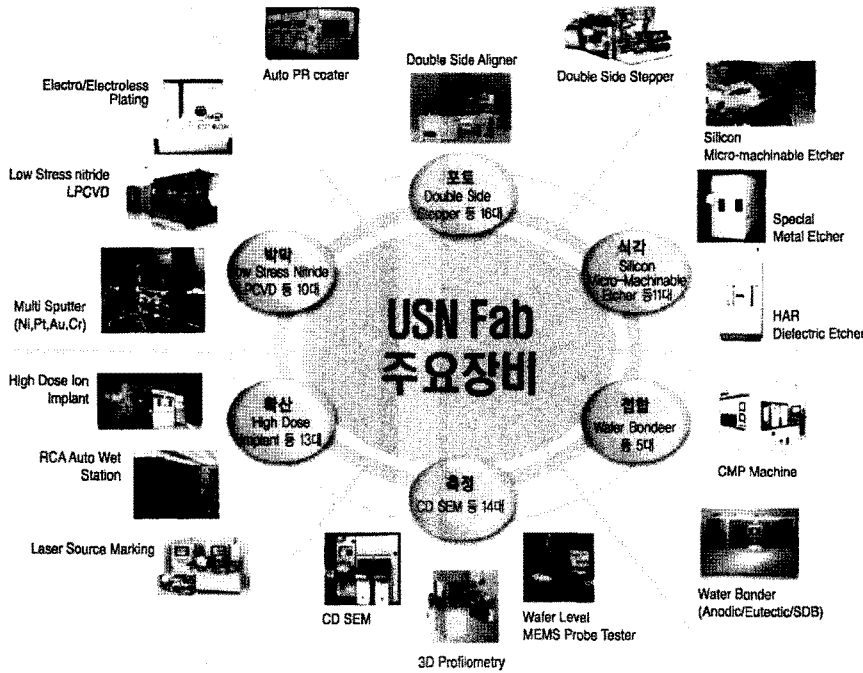 Auto PR coater
Double Side Aligner
Double Side Stepper
Electro/Electroless
Plating
Silicon
Micro-machinable Etcher
Low Stress nitride
LPCVD
포토
Double Side
Stepper 등 16대
Special
Metal Etcher
박막
Low Stress Nitride
LPCVD 등 10대
식각
Silicon
Micro-Machinable
Etcher 등11대
Multi Sputter
(Ni,Pt,Au,Cr)
HAR
Dielectric Etcher
USN Fab
주요장비
High Dose Ion
Implant
확산
High Dose
Implant 등 13대
접합
Water Bondeer
등 5대
RCA Auto Wet
Station
CMP Machine
측정
CD SEM 등 14대
Laser Source Marking
CD SEM
3D Profilometry
Wafer Level
MEMS Probe Tester
Water Bonder
(Anodic/Eutectic/SDB)